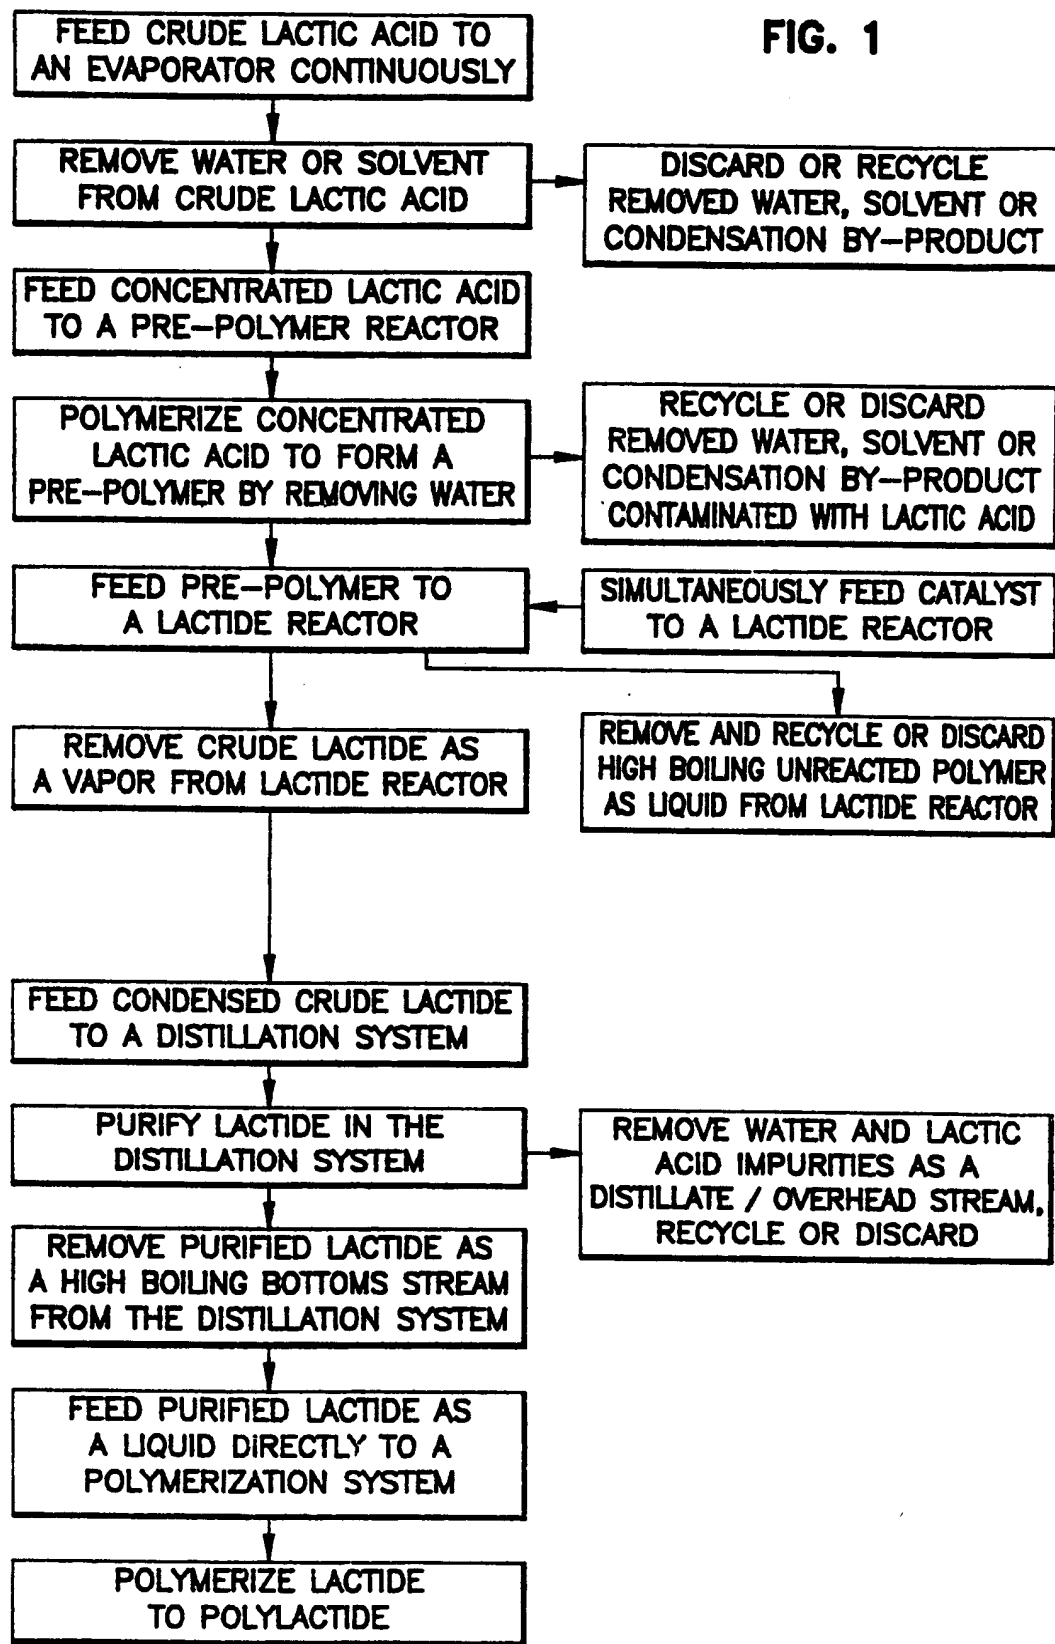 FIG. 1
FEED CRUDE LACTIC ACID TO
AN EVAPORATOR CONTINUOUSLY
REMOVE WATER OR SOLVENT
FROM CRUDE LACTIC ACID
DISCARD OR RECYCLE
REMOVED WATER, SOLVENT OR
CONDENSATION BY-PRODUCT
FEED CONCENTRATED LACTIC ACID
TO A PRE-POLYMER REACTOR
POLYMERIZE CONCENTRATED
LACTIC ACID TO FORM A
PRE-POLYMER BY REMOVING WATER
RECYCLE OR DISCARD
REMOVED WATER, SOLVENT OR
CONDENSATION BY-PRODUCT
CONTAMINATED WITH LACTIC ACID
FEED PRE-POLYMER TO
A LACTIDE REACTOR
SIMULTANEOUSLY FEED CATALYST
TO A LACTIDE REACTOR
REMOVE CRUDE LACTIDE AS
A VAPOR FROM LACTIDE REACTOR
REMOVE AND RECYCLE OR DISCARD
HIGH BOILING UNREACTED POLYMER
AS LIQUID FROM LACTIDE REACTOR
FEED CONDENSED CRUDE LACTIDE
TO A DISTILLATION SYSTEM
PURIFY LACTIDE IN THE
DISTILLATION SYSTEM
REMOVE WATER AND LACTIC
ACID IMPURITIES AS A
DISTILLATE / OVERHEAD STREAM,
RECYCLE OR DISCARD
REMOVE PURIFIED LACTIDE AS
A HIGH BOILING BOTTOMS STREAM
FROM THE DISTILLATION SYSTEM
FEED PURIFIED LACTIDE AS
A LIQUID DIRECTLY TO A
POLYMERIZATION SYSTEM
POLYMERIZE LACTIDE
TO POLYLACTIDE